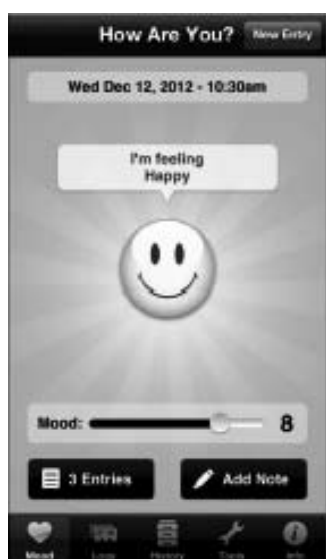 How Are You?
New Entry
Wed Dec 12, 2012 - 10:30am
I'm feeling
Happy
Mood:
8
3 Entries
Add Note
Mood
Logs
History
Tools
Info